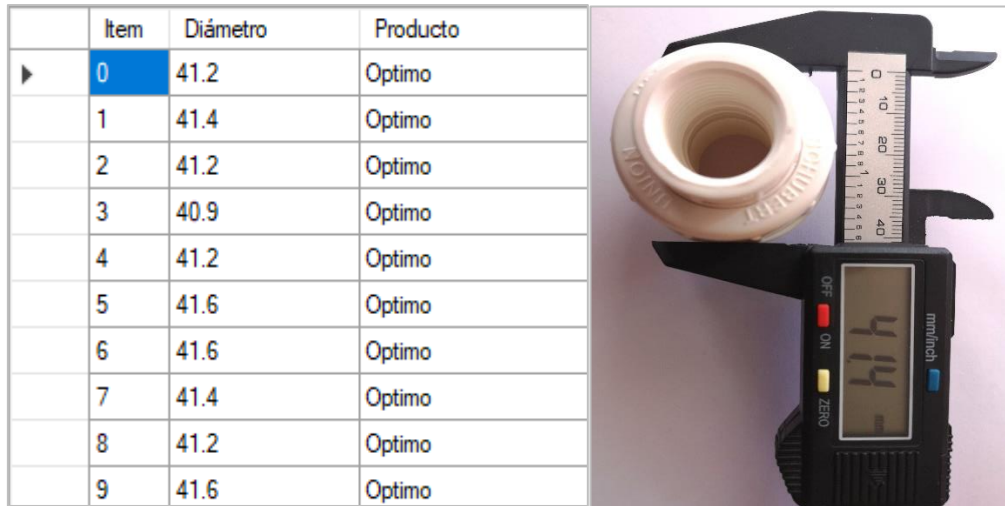 Item Diámetro Producto
0 41.2 Optimo
1 41.4 Optimo
2 41.2 Optimo
3 40.9 Optimo
4 41.2 Optimo
5 41.6 Optimo
6 41.6 Optimo
7 41.4 Optimo
8 41.2 Optimo
9 41.6 Optimo
UNION
SCHUBERT
0
10
20
30
40
OFF
ON
ZERO
mm/inch
41.4